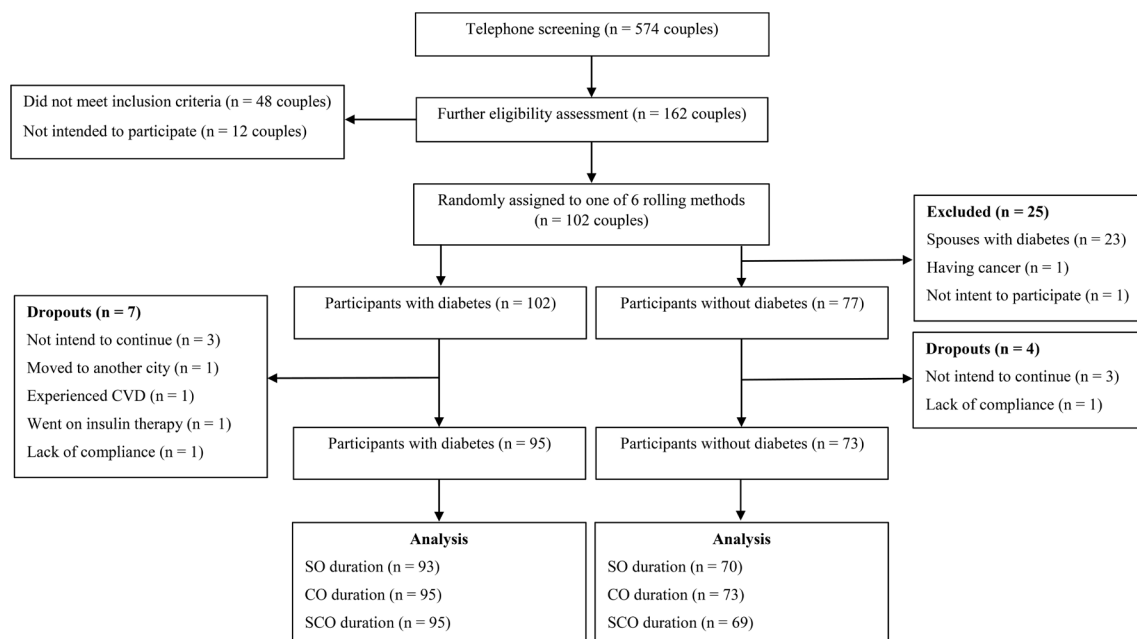 Telephone screening (n = 574 couples)
Did not meet inclusion criteria (n = 48 couples)
Not intended to participate (n = 12 couples)
Further eligibility assessment (n = 162 couples)
Randomly assigned to one of 6 rolling methods
(n = 102 couples)
Excluded (n = 25)
Spouses with diabetes (n = 23)
Having cancer (n = 1)
Not intent to participate (n = 1)
Participants with diabetes (n = 102)
Participants without diabetes (n = 77)
Dropouts (n = 7)
Not intend to continue (n = 3)
Moved to another city (n = 1)
Experienced CVD (n = 1)
Went on insulin therapy (n = 1)
Lack of compliance (n = 1)
Dropouts (n = 4)
Not intend to continue (n = 3)
Lack of compliance (n = 1)
Participants with diabetes (n = 95)
Participants without diabetes (n = 73)
Analysis
SO duration (n = 93)
CO duration (n = 95)
SCO duration (n = 95)
Analysis
SO duration (n = 70)
CO duration (n = 73)
SCO duration (n = 69)